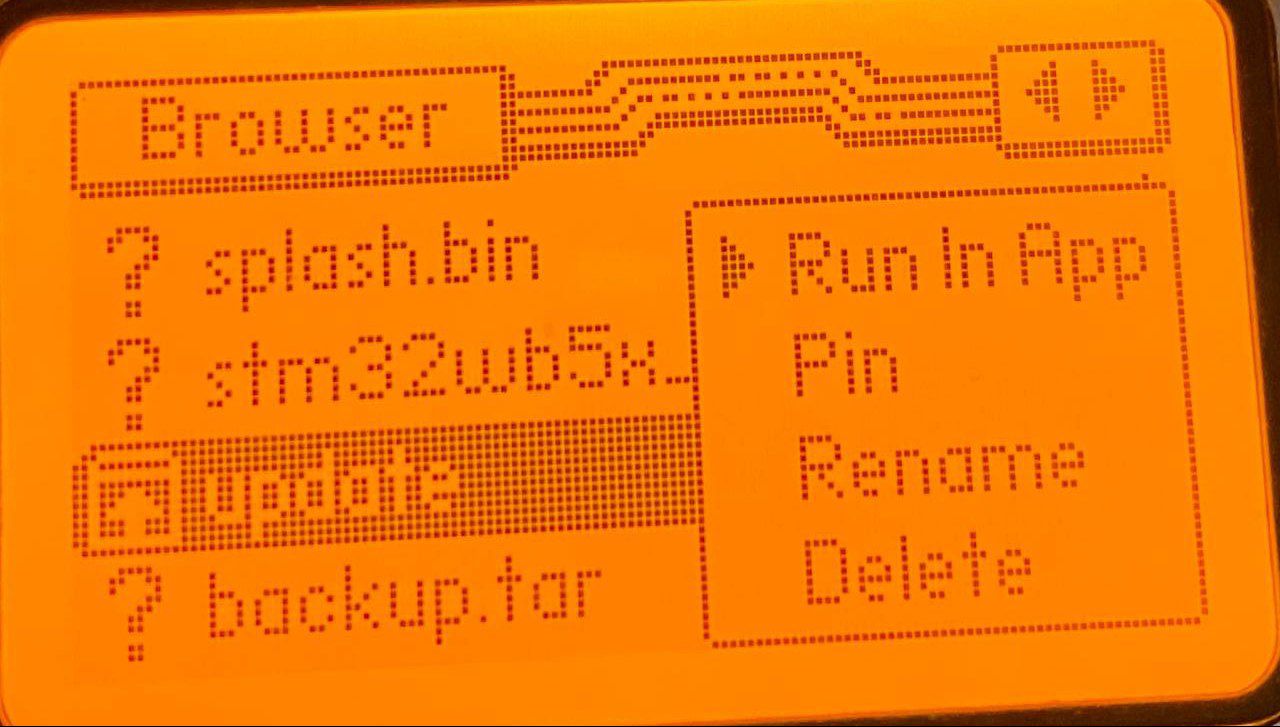 Browser
splash.bin
stm32wb5x_
update
backup.tar
Run In App
Pin
Rename
Delete